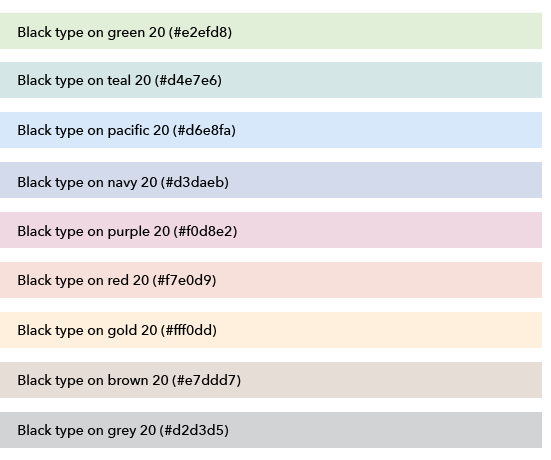 Black type on green 20 (#e2efd8)
Black type on teal 20 (#d4e7e6)
Black type on pacific 20 (#d6e8fa)
Black type on navy 20 (#d3daeb)
Black type on purple 20 (#f0d8e2)
Black type on red 20 (#f7e0d9)
Black type on gold 20 (#fff0dd)
Black type on brown 20 (#e7ddd7)
Black type on grey 20 (#d2d3d5)